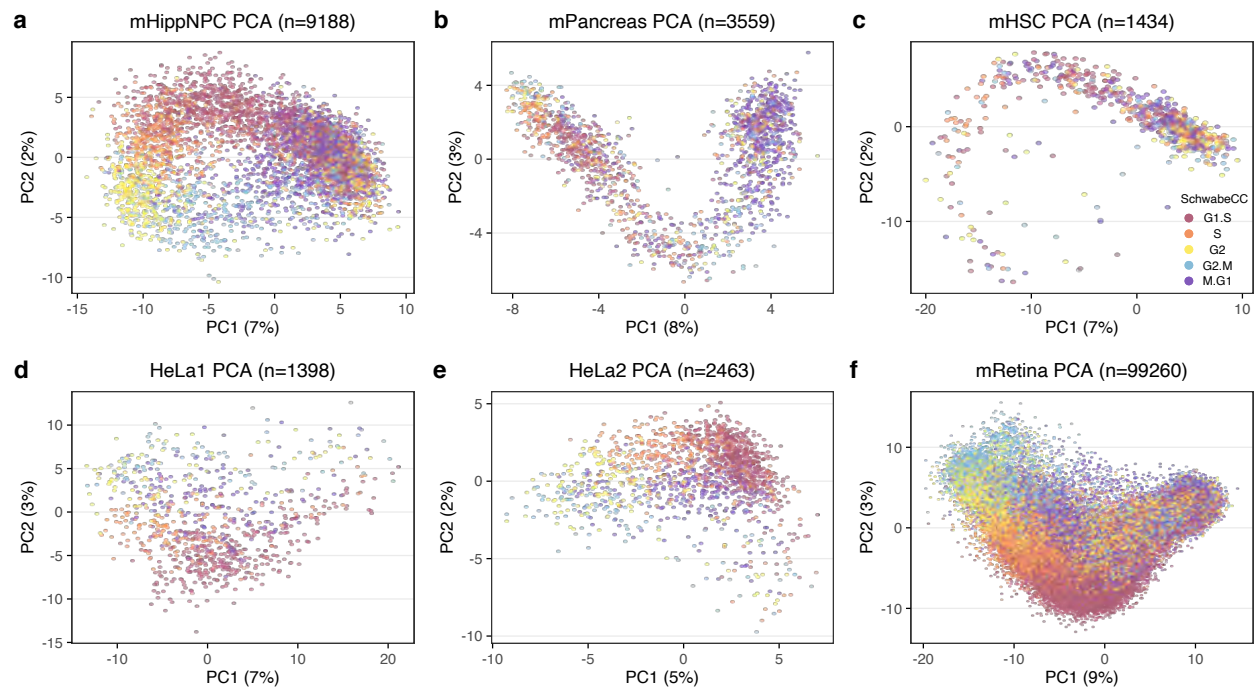 a mHippNPC PCA (n=9188)
PC2 (2%)
5
0
-5
-10
-15
-10
-5
0
5
10
PC1 (7%)
b mPancreas PCA (n=3559)
PC2 (3%)
4
0
-4
-8
-4
0
4
PC1 (8%)
c mHSC PCA (n=1434)
PC2 (2%)
0
-10
-20
-10
0
10
PC1 (7%)
SchwabeCC
G1.S
S
G2
G2.M
M.G1
d HeLa1 PCA (n=1398)
PC2 (3%)
10
5
0
-5
-10
-15
-10
0
10
20
PC1 (7%)
e HeLa2 PCA (n=2463)
PC2 (2%)
5
0
-5
-10
-10
-5
0
5
PC1 (5%)
f mRetina PCA (n=99260)
PC2 (3%)
10
0
-10
-20
-10
0
10
PC1 (9%)